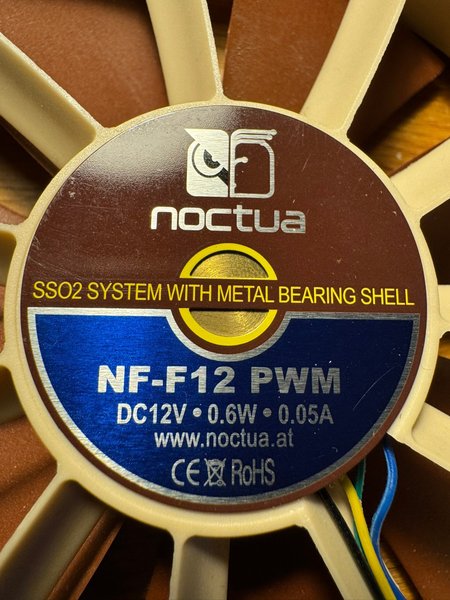 noctua
SSO2 SYSTEM WITH METAL BEARING SHELL
NF-F12 PWM
DC12V • 0.6W • 0.05A
www.noctua.at
CE RoHS